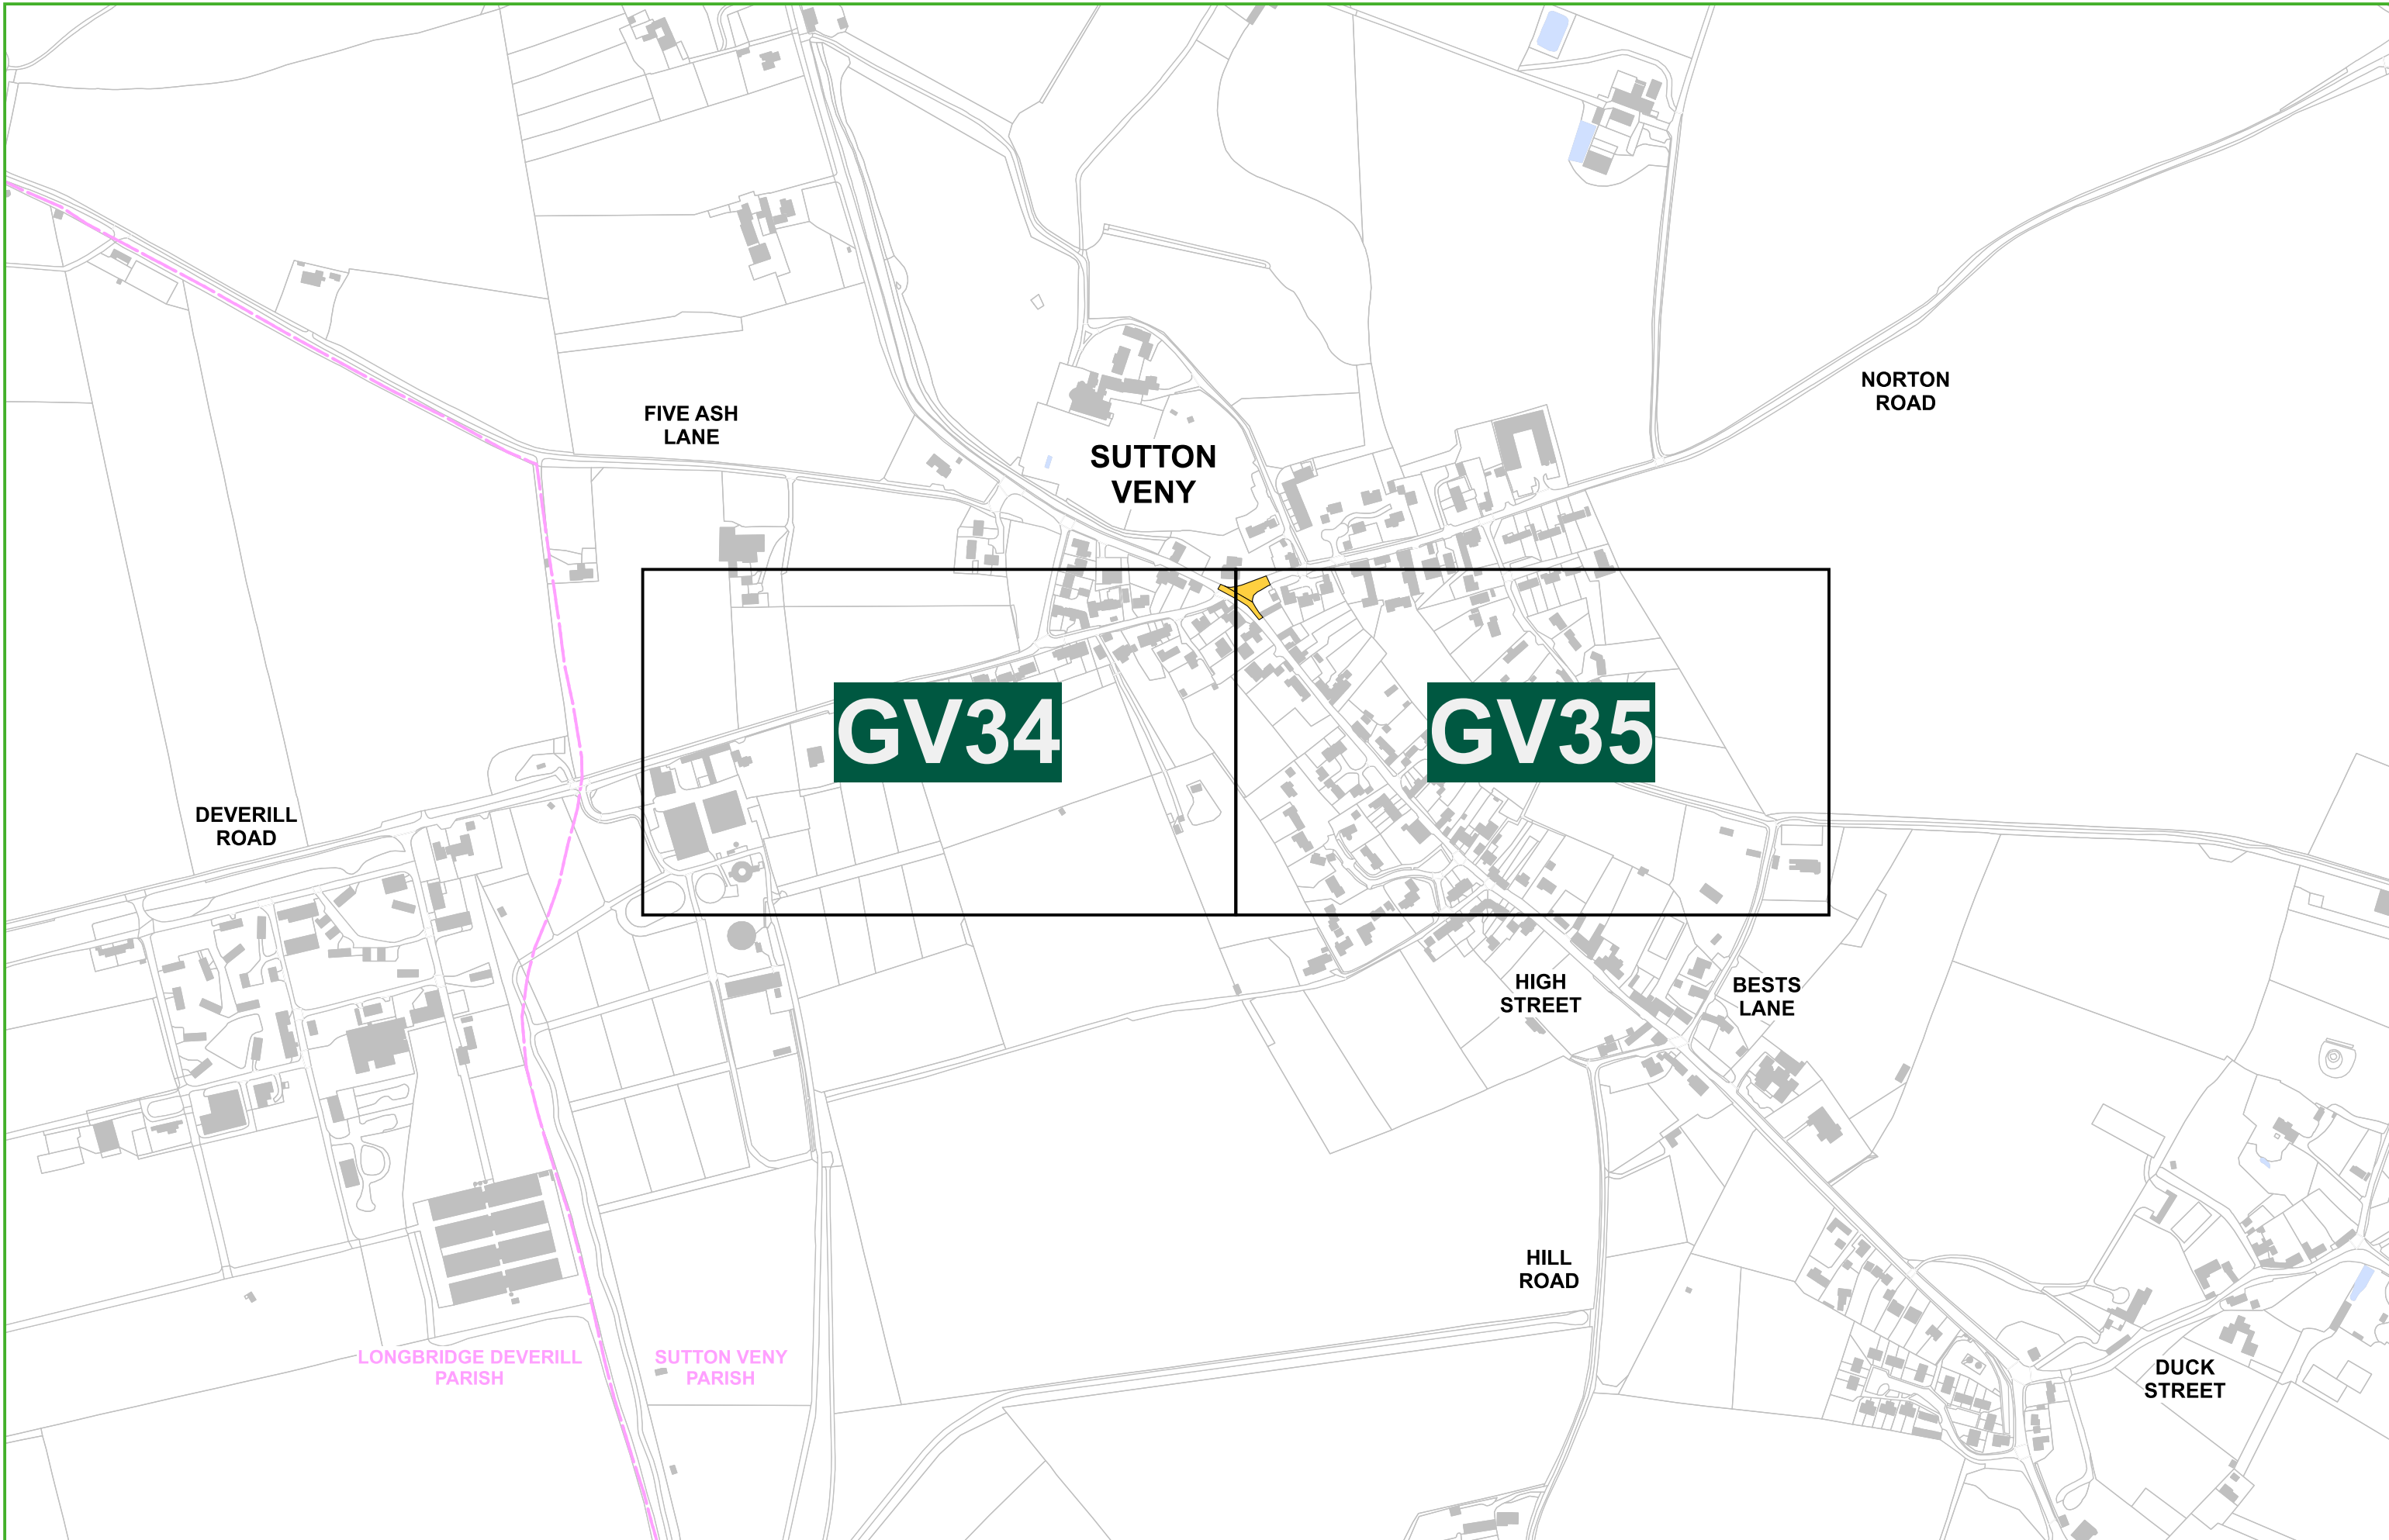 NORTON
ROAD
FIVE ASH
LANE
SUTTON
VENY
GV34
GV35
DEVERILL
ROAD
HIGH
STREET
BESTS
LANE
HILL
ROAD
LONGBRIDGE DEVERILL
PARISH
SUTTON VENY
PARISH
DUCK
STREET